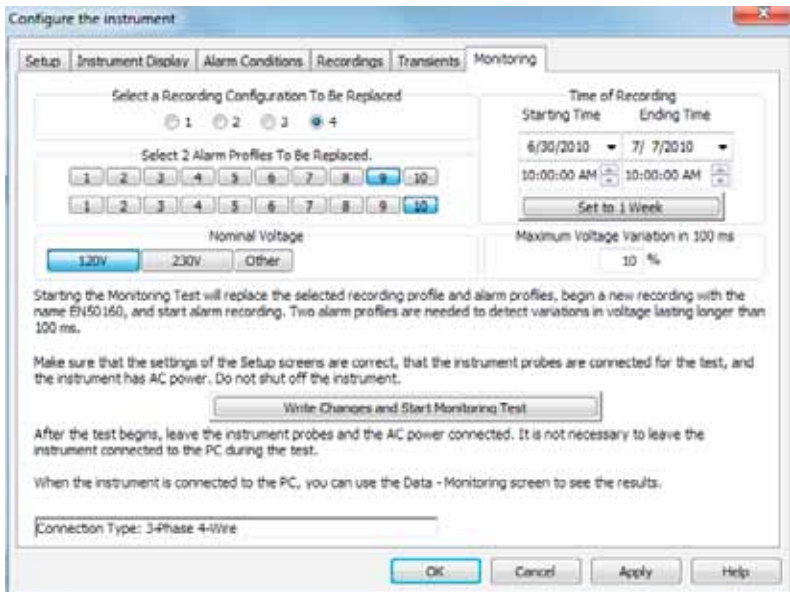 Configure the instrument
Setup Instrument Display Alarm Conditions Recordings Transients Monitoring
Select a Recording Configuration To Be Replaced
1 2 3 4
Select 2 Alarm Profiles To Be Replaced.
1 2 3 4 5 6 7 8 9 10
1 2 3 4 5 6 7 8 9 10
Time of Recording
Starting Time Ending Time
6/30/2010 7/ 7/2010
10:00:00 AM 10:00:00 AM
Set to 1 Week
Nominal Voltage
120V 230V Other
Maximum Voltage Variation in 100 ms
10 %
Starting the Monitoring Test will replace the selected recording profile and alarm profiles, begin a new recording with the
name EN50160, and start alarm recording. Two alarm profiles are needed to detect variations in voltage lasting longer than
100 ms.
Make sure that the settings of the Setup screens are correct, that the instrument probes are connected for the test, and
the instrument has AC power. Do not shut off the instrument.
Write Changes and Start Monitoring Test
After the test begins, leave the instrument probes and the AC power connected. It is not necessary to leave the
instrument connected to the PC during the test.
When the instrument is connected to the PC, you can use the Data - Monitoring screen to see the results.
Connection Type: 3-Phase 4-Wire
OK Cancel Apply Help